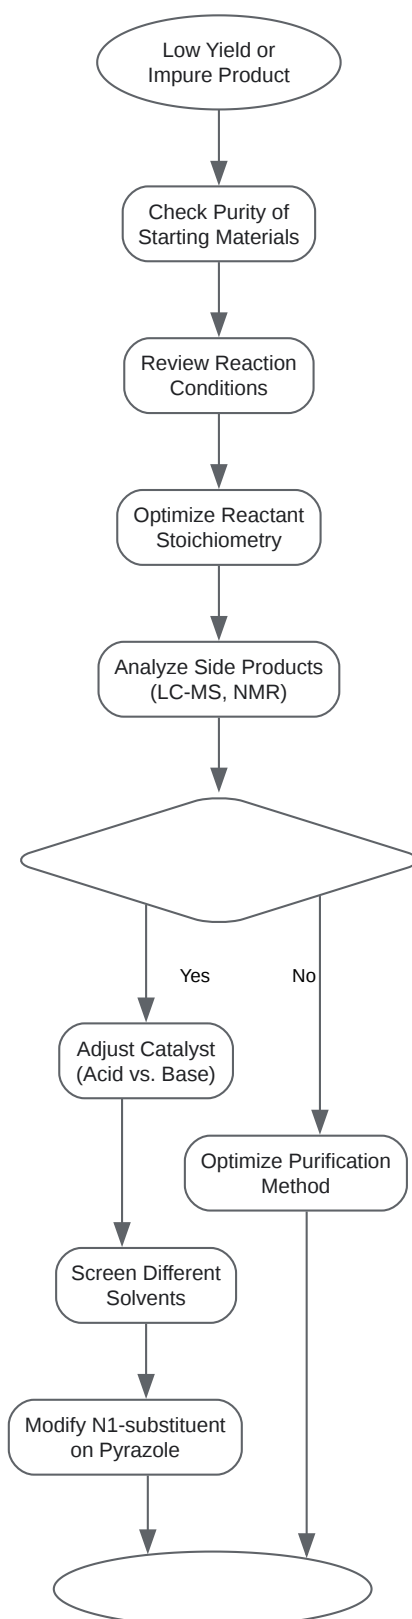 Low Yield or
Impure Product
Check Purity of
Starting Materials
Review Reaction
Conditions
Optimize Reactant
Stoichiometry
Analyze Side Products
(LC-MS, NMR)
Yes
No
Adjust Catalyst
(Acid vs. Base)
Optimize Purification
Method
Screen Different
Solvents
Modify N1-substituent
on Pyrazole